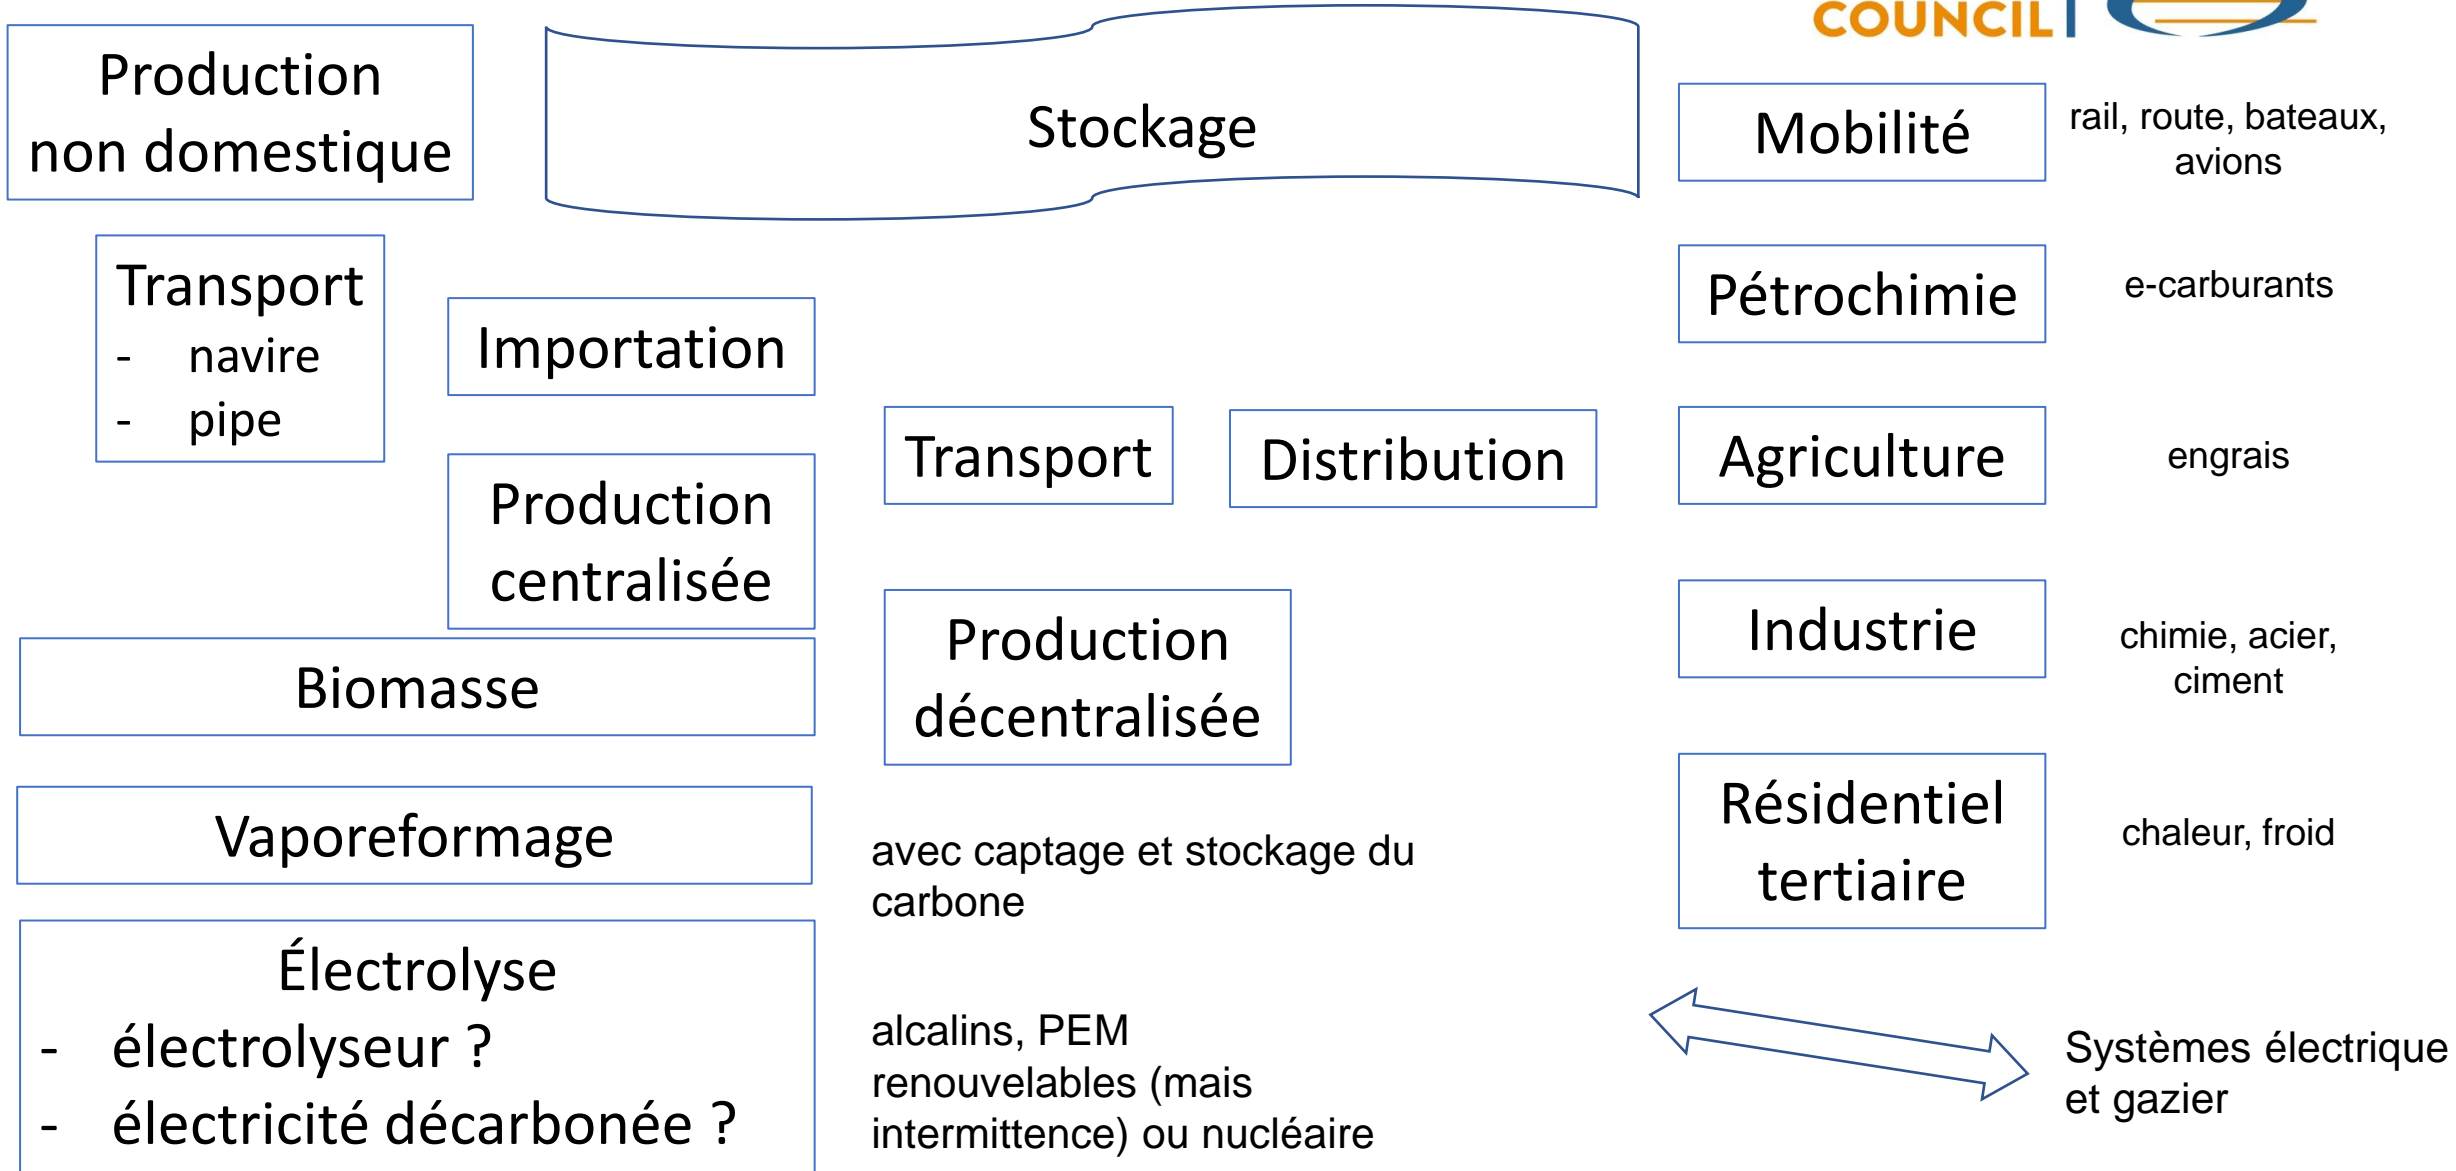 COUNCIL
Production
non domestique
Stockage
Mobilité
rail, route, bateaux,
avions
Transport
- navire
- pipe
Importation
Pétrochimie
e-carburants
Production
centralisée
Transport
Distribution
Agriculture
engrais
Biomasse
Production
décentralisée
Industrie
chimie, acier,
ciment
Vaporeformage
avec captage et stockage du
carbone
Résidentiel
tertiaire
chaleur, froid
Électrolyse
- électrolyseur ?
- électricité décarbonée ?
alcalins, PEM
renouvelables (mais
intermittence) ou nucléaire
Systèmes électrique
et gazier